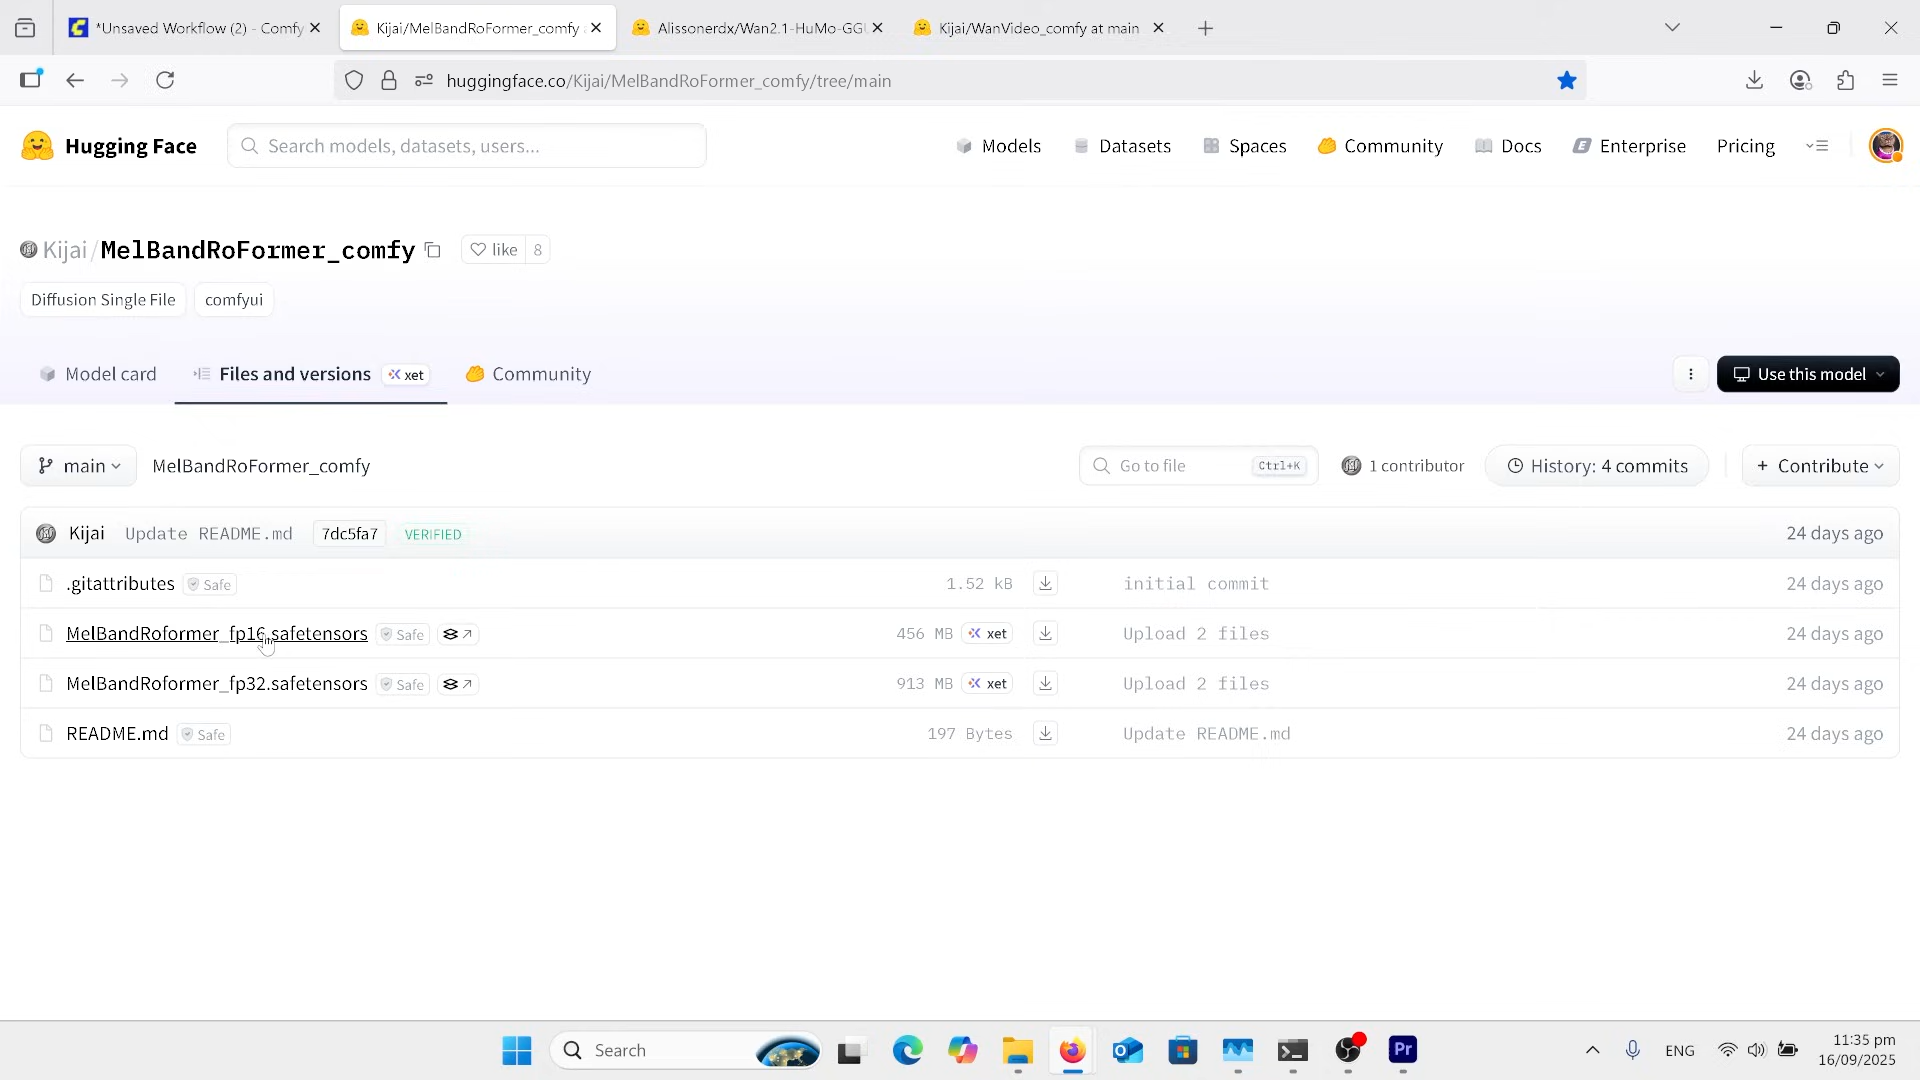 *Unsaved Workflow (2) - Comfy
Kijai/MelBandRoFormer_comfy
Alissonerdx/Wan2.1-HuMo-GGU
Kijai/WanVideo_comfy at main
huggingface.co/Kijai/MelBandRoFormer_comfy/tree/main
Hugging Face
Search models, datasets, users...
Models
Datasets
Spaces
Community
Docs
Enterprise
Pricing
Kijai/MelBandRoFormer_comfy
like 8
Diffusion Single File
comfyui
Model card
Files and versions
xet
Community
Use this model
main
MelBandRoFormer_comfy
Go to file
Ctrl+K
1 contributor
History: 4 commits
+ Contribute
Kijai Update README.md 7dc5fa7 VERIFIED 24 days ago
.gitattributes Safe 1.52 kB initial commit 24 days ago
MelBandRoformer_fp16.safetensors Safe 456 MB xet Upload 2 files 24 days ago
MelBandRoformer_fp32.safetensors Safe 913 MB xet Upload 2 files 24 days ago
README.md Safe 197 Bytes Update README.md 24 days ago
Search
Pr
ENG
11:35 pm
16/09/2025